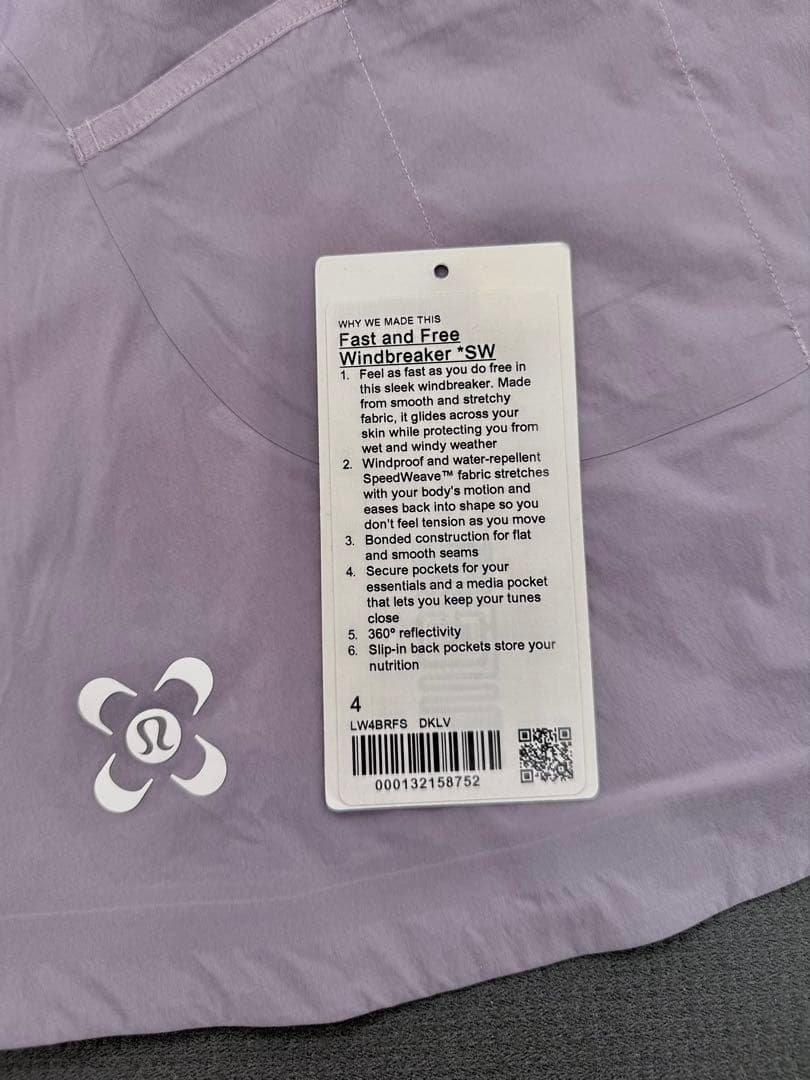 WHY WE MADE THIS
Fast and Free
Windbreaker *SW
1. Feel as fast as you do free in
this sleek windbreaker. Made
from smooth and stretchy
fabric, it glides across your
skin while protecting you from
wet and windy weather
2. Windproof and water-repellent
SpeedWeave™ fabric stretches
with your body's motion and
eases back into shape so you
don't feel tension as you move
3. Bonded construction for flat
and smooth seams
4. Secure pockets for your
essentials and a media pocket
that lets you keep your tunes
close
5. 360° reflectivity
6. Slip-in back pockets store your
nutrition
4
LW4BRFS DKLV
000132158752